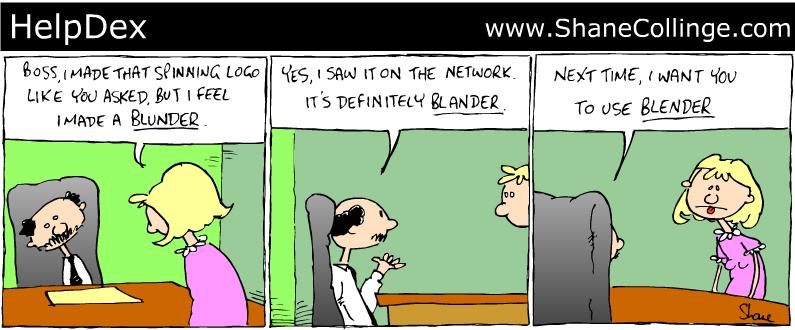 HelpDex
www.ShaneCollinge.com
BOSS, I MADE THAT SPINNING LOGO
LIKE YOU ASKED, BUT I FEEL
I MADE A BLUNDER.
YES, I SAW IT ON THE NETWORK.
IT'S DEFINITELY BLANDER.
NEXT TIME, I WANT YOU
TO USE BLENDER
Shane